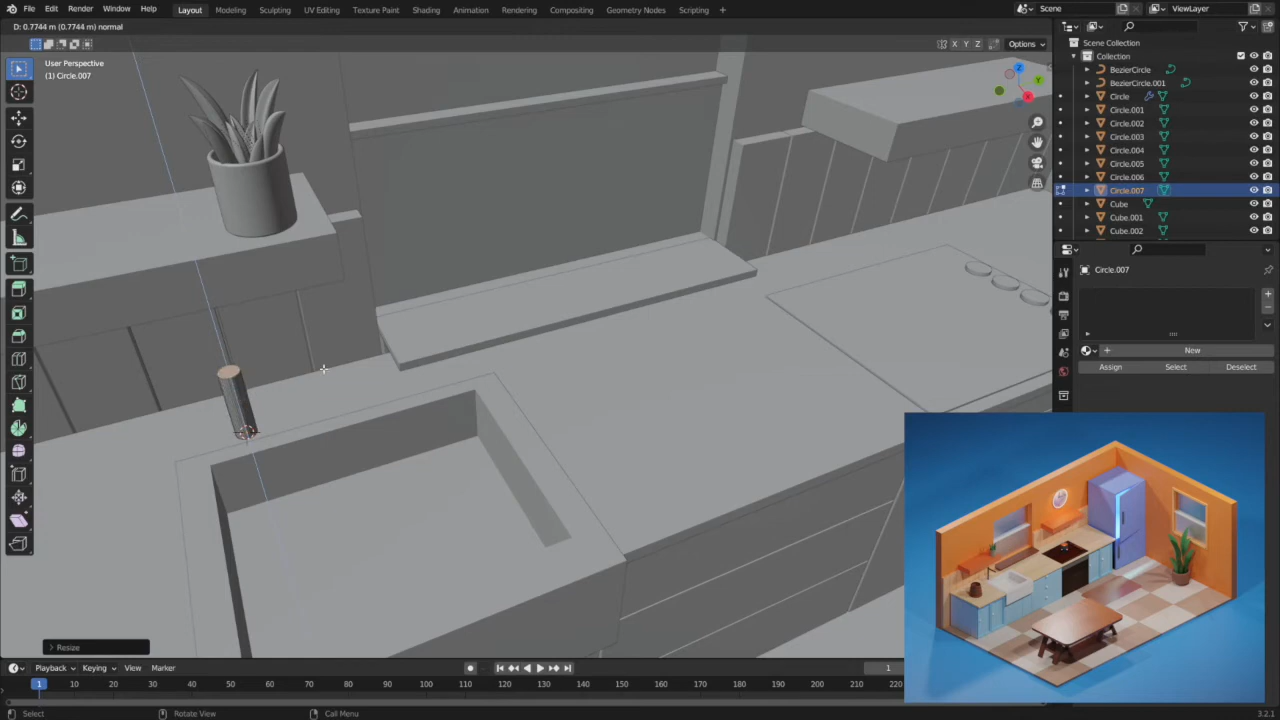 File Edit Render Window Help Layout Modeling Sculpting UV Editing Texture Paint Shading Animation Rendering Compositing Geometry Nodes Scripting + Scene ViewLayer
D: 0.7744 m (0.7744 m) normal
X Y Z Options
User Perspective
(1) Circle.007
Z
Y
X
Scene Collection
Collection
BezierCircle
BezierCircle.001
Circle
Circle.001
Circle.002
Circle.003
Circle.004
Circle.005
Circle.006
Circle.007
Cube
Cube.001
Cube.002
Circle.007
New
Assign Select Deselect
Resize
Playback Keying View Marker 1
1 10 20 30 40 50 60 70 80 90 100 110 120 130 140 150 160 170 180 190 200 210 220
Select Rotate View Call Menu 3.2.1